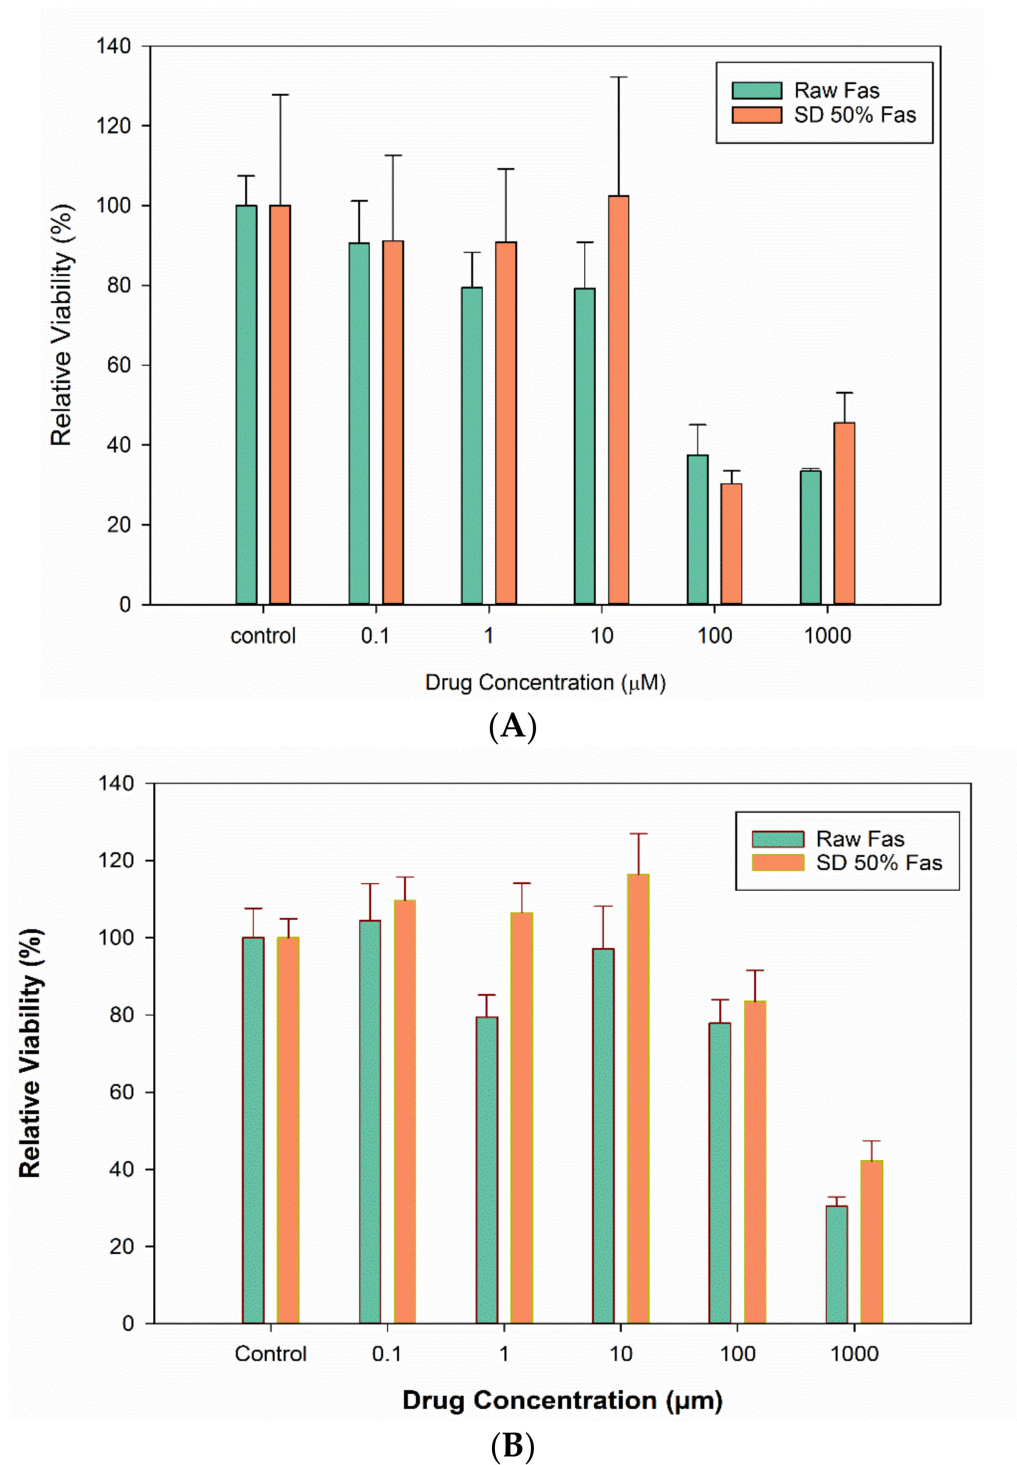 140
120
100
80
60
40
20
0
Relative Viability (%)
Raw Fas
SD 50% Fas
control 0.1 1 10 100 1000
Drug Concentration (μM)
(A)
140
120
100
80
60
40
20
0
Relative Viability (%)
Raw Fas
SD 50% Fas
Control 0.1 1 10 100 1000
Drug Concentration (μm)
(B)